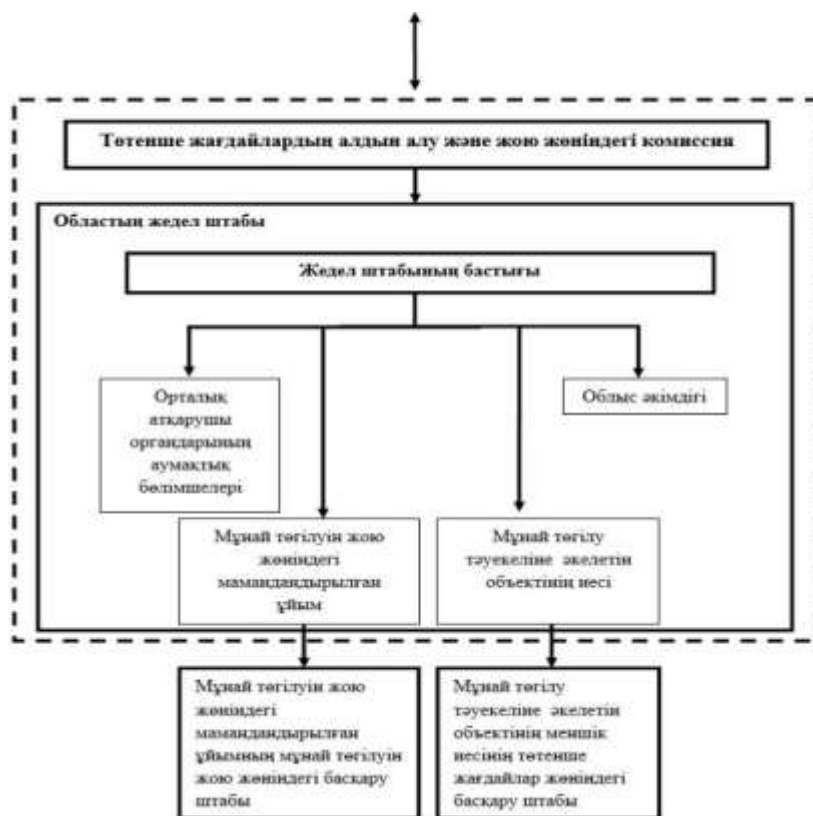 Төтенше жағдайлардың алдын алу және жою жөніндегі комиссия
Областың жедел штабы
Жедел штабының бастығы
Орталық
атқарушы
органдарының
аумақтық
бөлімшелері
Облыс әкімдігі
Мұнай төгілуін жою
жөніндегі
мамандандырылған
ұйым
Мұнай төгілу
тәуекеліне әкелетін
объектінің иесі
Мұнай төгілуін жою
жөніндегі
мамандандырылған
ұйымның мұнай төгілуін
жою жөніндегі басқару
штабы
Мұнай төгілу
тәуекеліне әкелетін
объектінің меншік
иесінің төтенше
жағдайлар жөніндегі
басқару штабы